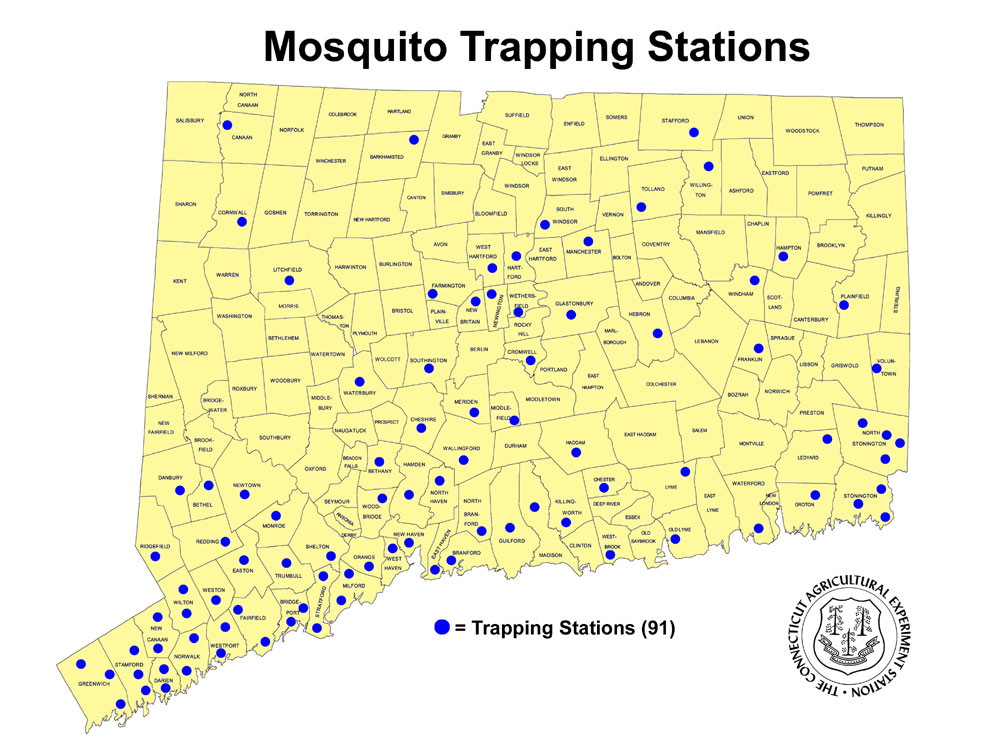 Mosquito Trapping Stations
NORTH
CANAAN
SALISBURY
CANAAN
NORFOLK
COLEBROOK
HARTLAND
SUFFIELD
ENFIELD
SOMERS
STAFFORD
UNION
WOODSTOCK
THOMPSON
WINCHESTER
BARKHAMSTED
GRANBY
EAST
GRANBY
WINDSOR
LOCKS
EAST
WINDSOR
ELLINGTON
WILLING-
TON
ASHFORD
EASTFORD
PUTNAM
POMFRET
SHARON
CORNWALL
GOSHEN
TORRINGTON
NEW HARTFORD
CANTON
SIMSBURY
BLOOMFIELD
WINDSOR
SOUTH
WINDSOR
VERNON
TOLLAND
MANSFIELD
CHAPLIN
HAMPTON
BROOKLYN
KILLINGLY
KENT
WARREN
LITCHFIELD
HARWINTON
BURLINGTON
AVON
WEST
HARTFORD
HART-
FORD
EAST
HARTFORD
MANCHESTER
BOLTON
COVENTRY
ANDOVER
COLUMBIA
WINDHAM
SCOT-
LAND
CANTERBURY
PLAINFIELD
STERLING
WASHINGTON
MORRIS
BETHLEHEM
THOMAS-
TON
PLYMOUTH
BRISTOL
FARMINGTON
PLAIN-
VILLE
NEW
BRITAIN
NEWINGTON
WETHERS-
FIELD
ROCKY
HILL
GLASTONBURY
HEBRON
MARL-
BOROUGH
LEBANON
FRANKLIN
SPRAGUE
LISBON
GRISWOLD
VOLUN-
TOWN
NEW MILFORD
SHERMAN
BRIDGE-
WATER
ROXBURY
WOODBURY
WATERTOWN
MIDDLE-
BURY
WATERBURY
WOLCOTT
SOUTHINGTON
BERLIN
CROMWELL
PORTLAND
EAST
HAMPTON
COLCHESTER
BOZRAH
NORWICH
PRESTON
NORTH
STONINGTON
NEW
FAIRFIELD
BROOK-
FIELD
SOUTHBURY
NAUGATUCK
PROSPECT
CHESHIRE
MERIDEN
MIDDLE-
FIELD
MIDDLETOWN
DURHAM
HADDAM
EAST HADDAM
SALEM
MONTVILLE
LEDYARD
DANBURY
BETHEL
NEWTOWN
OXFORD
BEACON
FALLS
BETHANY
HAMDEN
WALLINGFORD
NORTH
HAVEN
CHESTER
DEEP RIVER
LYME
EAST
LYME
WATERFORD
NEW
LONDON
GROTON
STONINGTON
SEYMOUR
ANSONIA
DERBY
WOOD-
BRIDGE
NORTH
BRAN-
FORD
GUILFORD
MADISON
KILLING-
WORTH
CLINTON
WEST-
BROOK
ESSEX
OLD
SAYBROOK
OLD LYME
RIDGEFIELD
REDDING
MONROE
SHELTON
ORANGE
NEW HAVEN
WEST
HAVEN
EAST HAVEN
BRANFORD
EASTON
TRUMBULL
STRATFORD
MILFORD
BRIDGE-
PORT
WILTON
WESTON
FAIRFIELD
NEW
CANAAN
NORWALK
WESTPORT
STAMFORD
DARIEN
GREENWICH
= Trapping Stations (91)
THE CONNECTICUT AGRICULTURAL EXPERIMENT STATION •